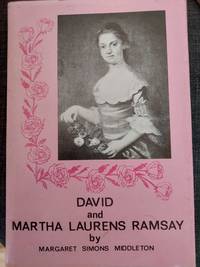 DAVID
and
MARTHA LAURENS RAMSAY
by
MARGARET SIMONS MIDDLETON